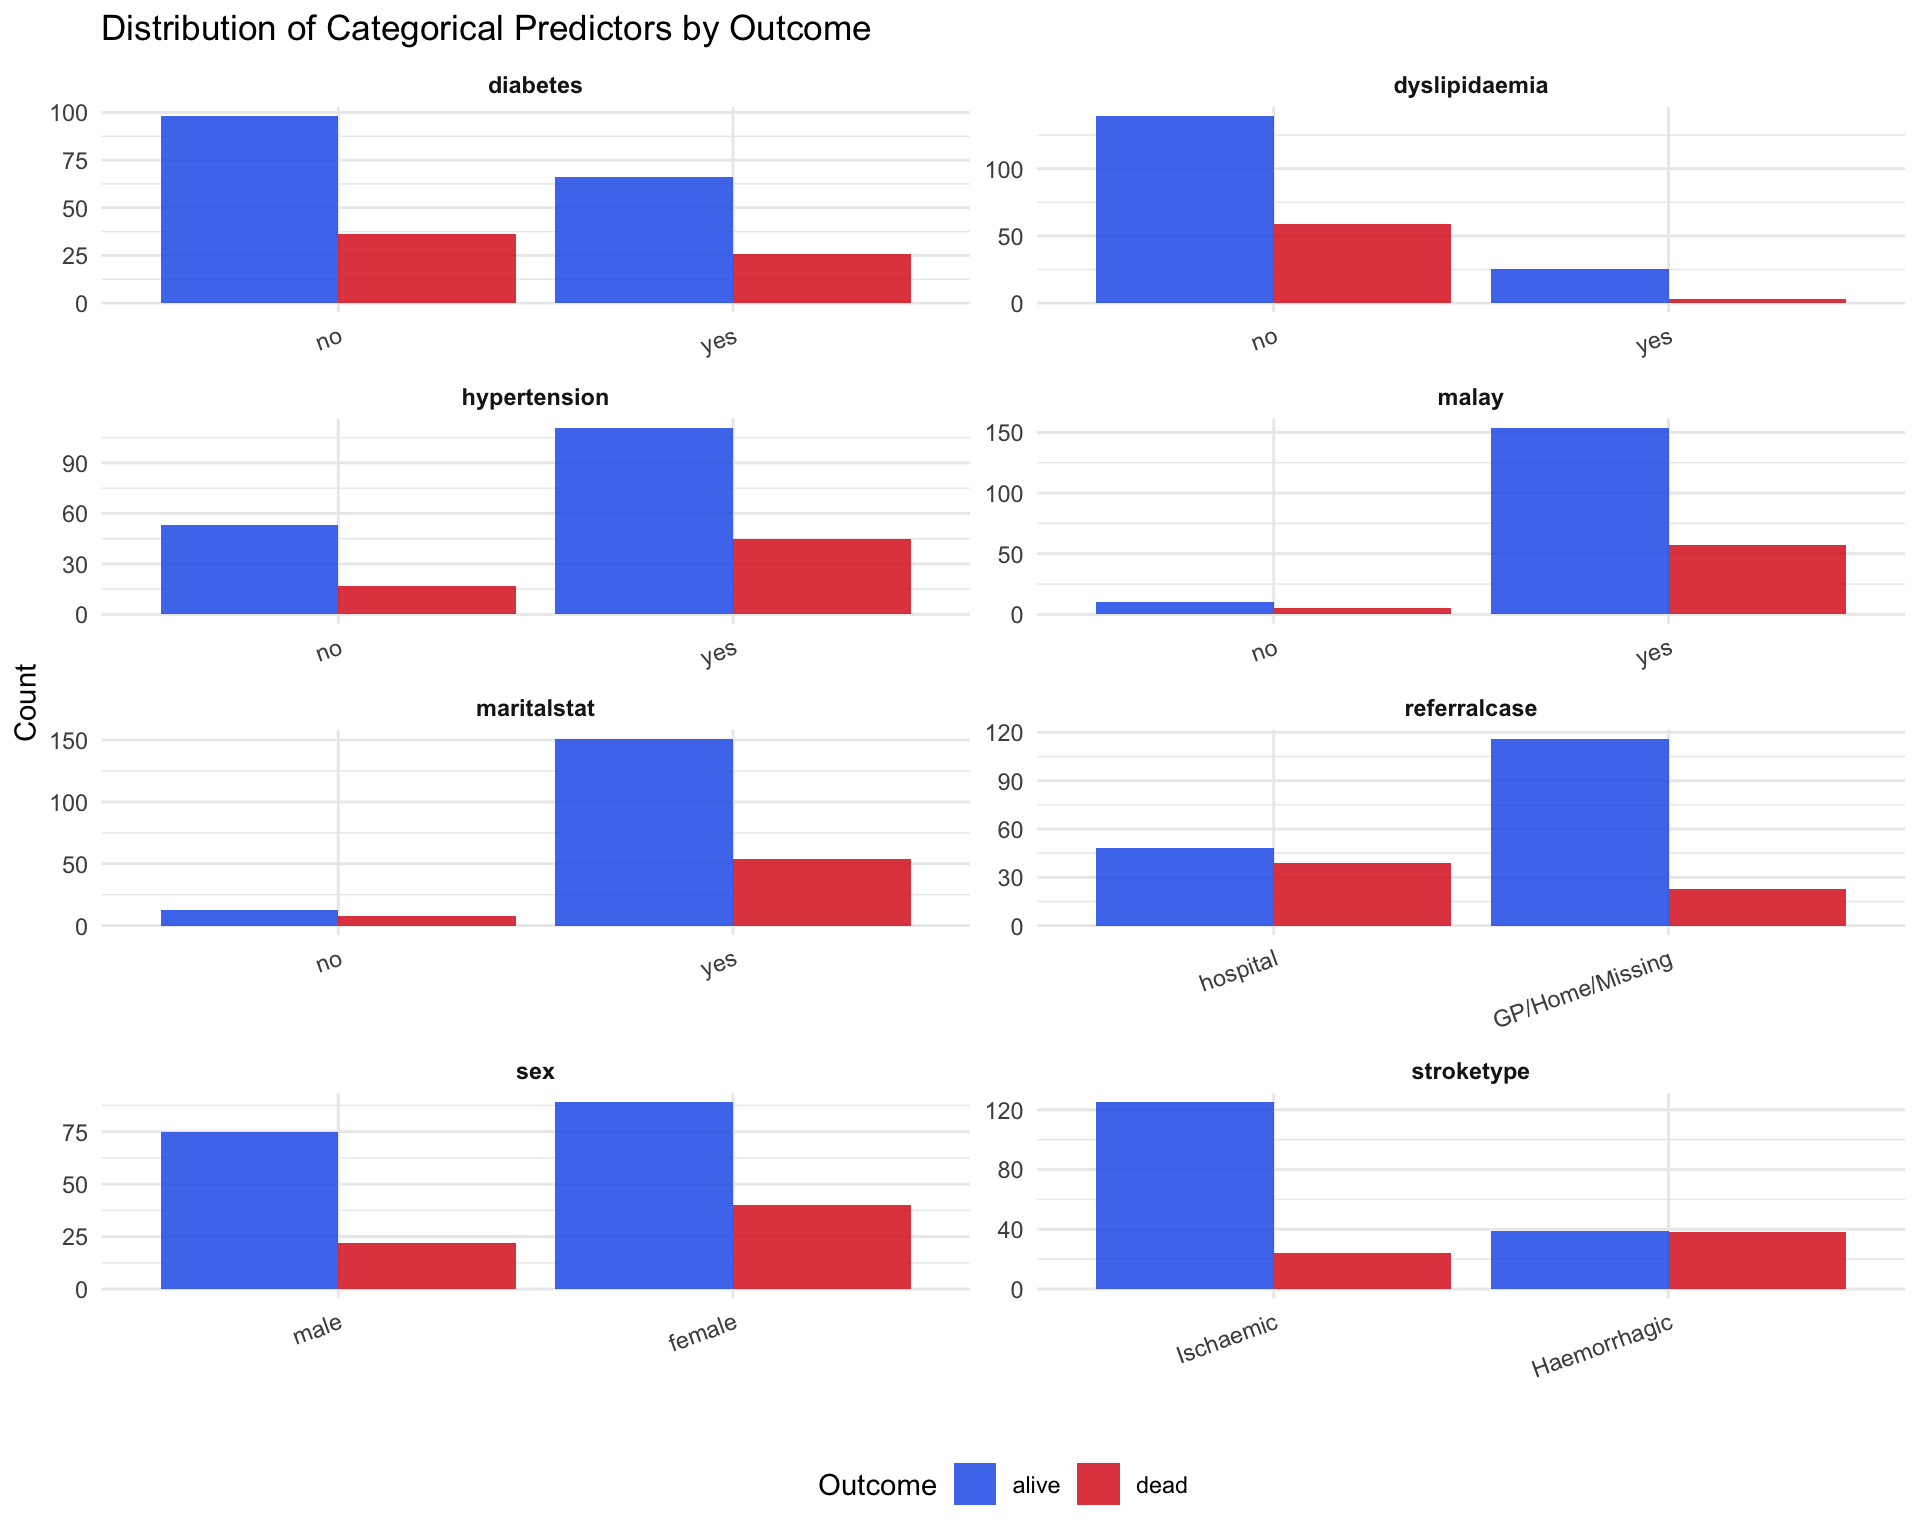 Distribution of Categorical Predictors by Outcome
diabetes
100
75
50
25
0
no
yes
dyslipidaemia
100
50
0
no
yes
hypertension
90
60
30
0
no
yes
malay
150
100
50
0
no
yes
Count
maritalstat
150
100
50
0
no
yes
referralcase
120
90
60
30
0
hospital
GP/Home/Missing
sex
75
50
25
0
male
female
stroketype
120
80
40
0
Ischaemic
Haemorrhagic
Outcome alive dead